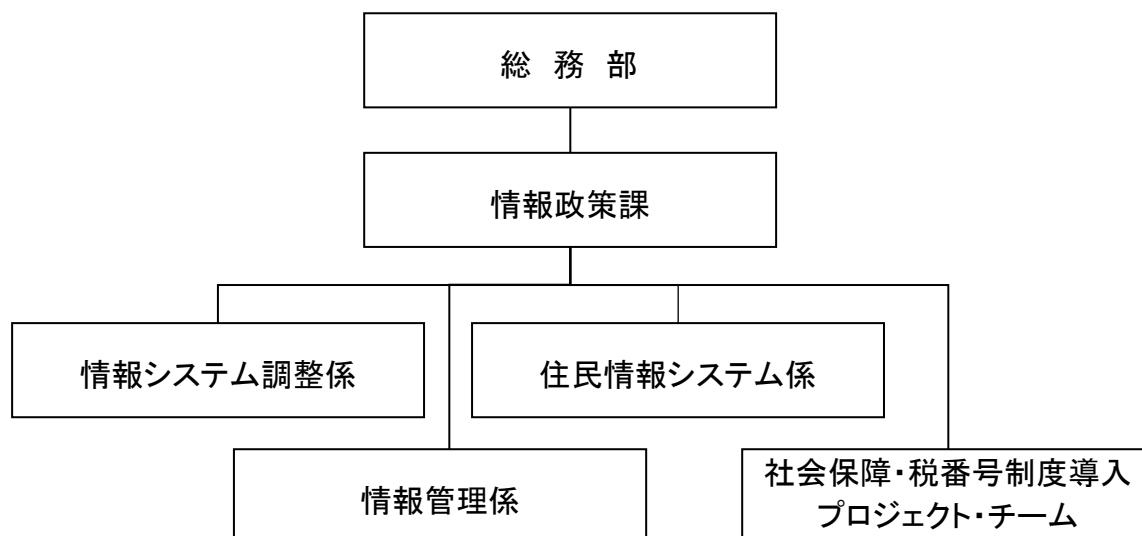 総 務 部
情報政策課
情報システム調整係
住民情報システム係
情報管理係
社会保障・税番号制度導入
プロジェクト・チーム